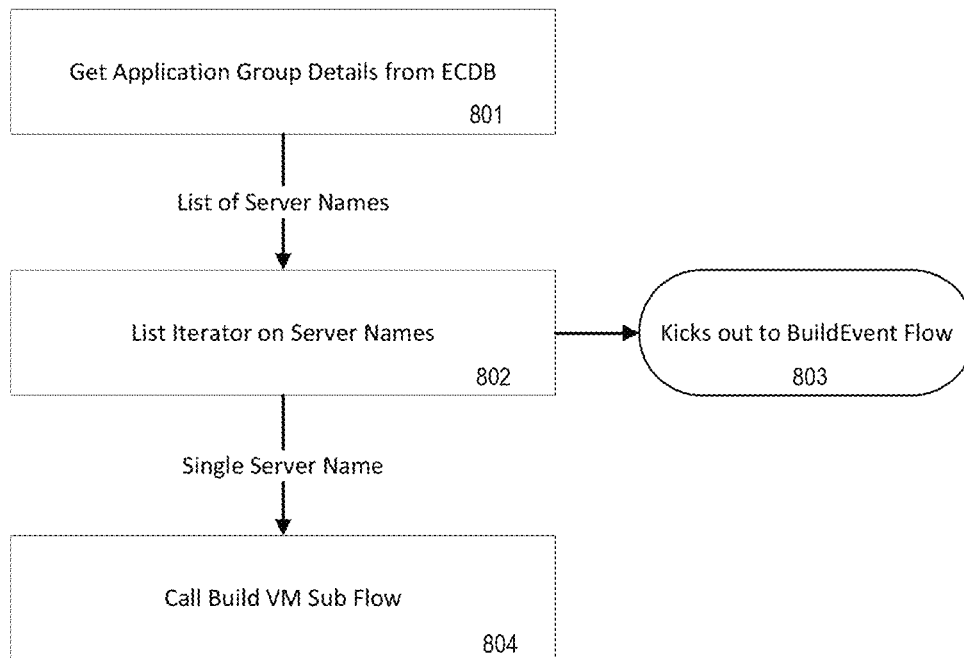 Get Application Group Details from ECDB
801
List of Server Names
List Iterator on Server Names
802
Kicks out to BuildEvent Flow
803
Single Server Name
Call Build VM Sub Flow
804